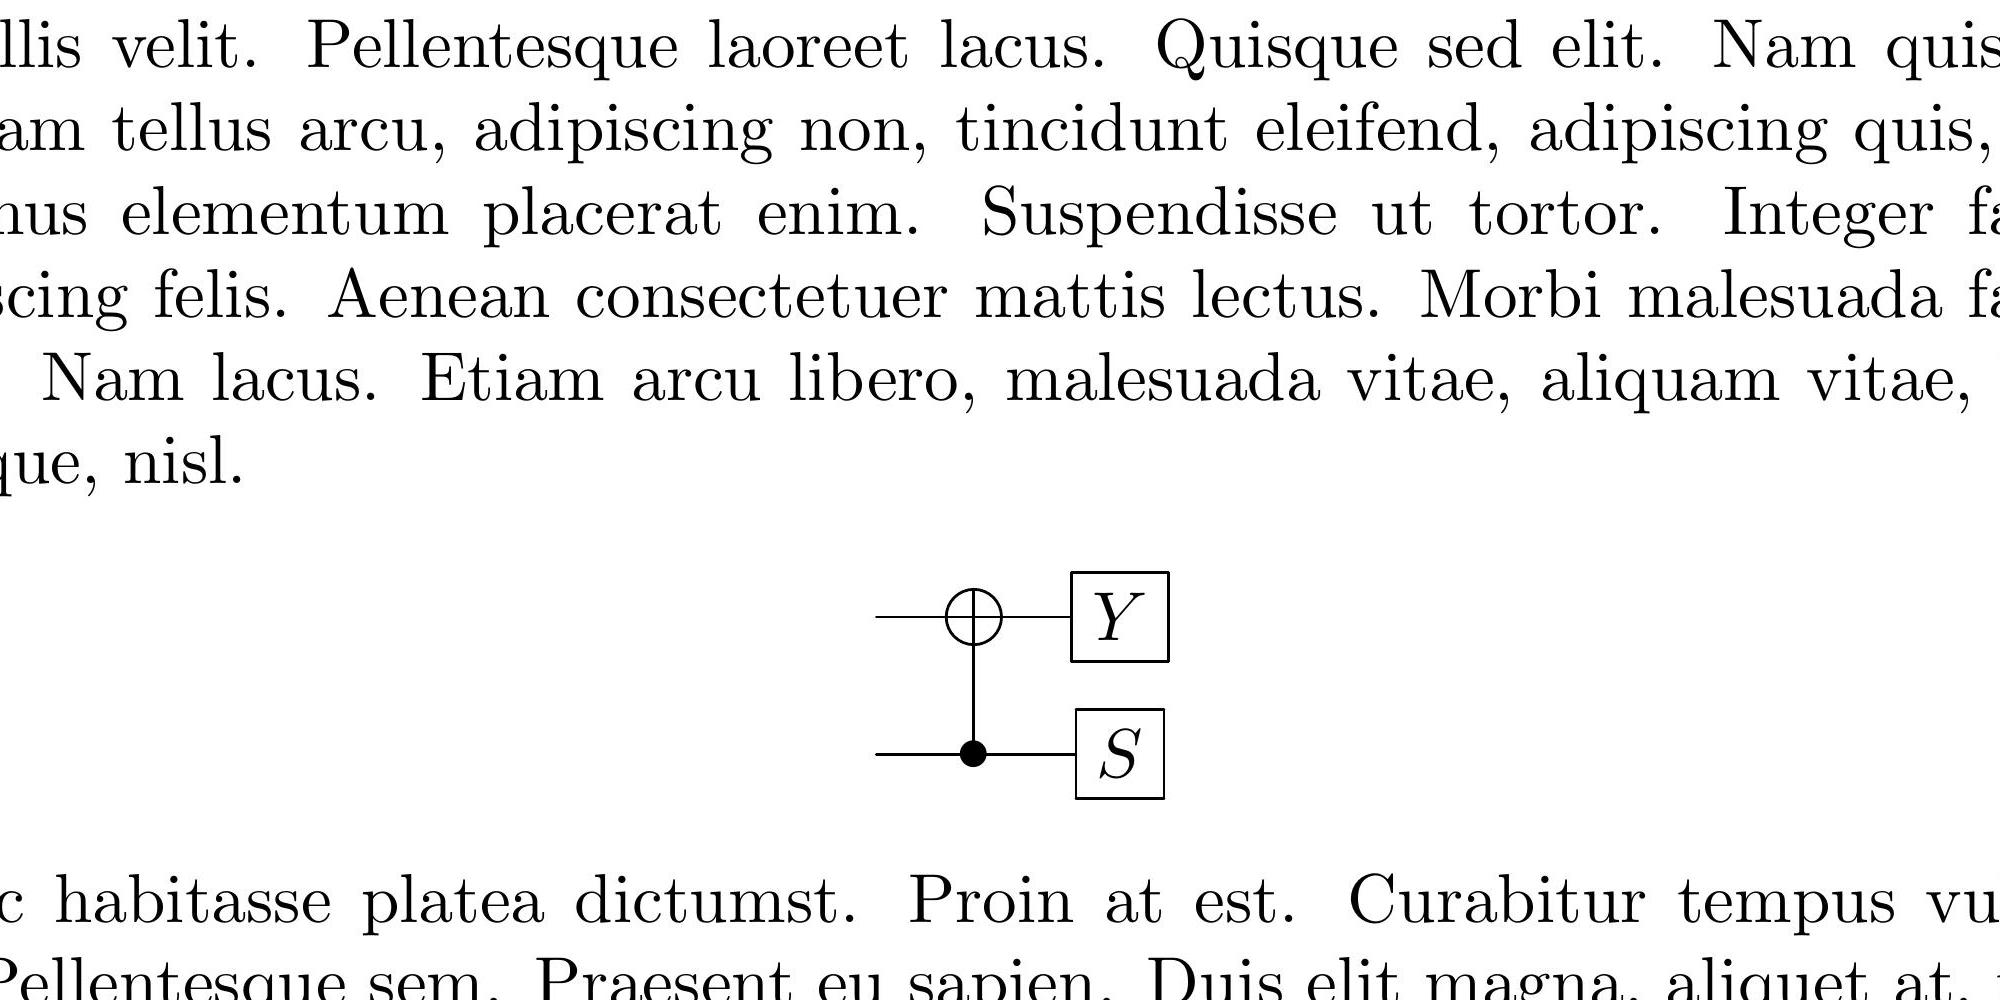 llis velit. Pellentesque laoreet lacus. Quisque sed elit. Nam quis
am tellus arcu, adipiscing non, tincidunt eleifend, adipiscing quis,
nus elementum placerat enim. Suspendisse ut tortor. Integer fa
scing felis. Aenean consectetuer mattis lectus. Morbi malesuada fa
Nam lacus. Etiam arcu libero, malesuada vitae, aliquam vitae,
que, nisl.
Y
S
c habitasse platea dictumst. Proin at est. Curabitur tempus vu
Pellentesque sem. Praesent eu sapien. Duis elit magna, aliquet at,